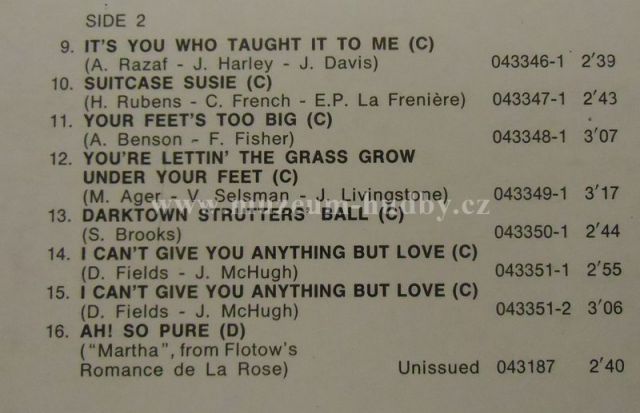 SIDE 2
9. IT'S YOU WHO TAUGHT IT TO ME (C)
(A. Razaf - J. Harley - J. Davis) 043346-1 2'39
10. SUITCASE SUSIE (C)
(H. Rubens - C. French - E.P. La Frenière) 043347-1 2'43
11. YOUR FEET'S TOO BIG (C)
(A. Benson - F. Fisher) 043348-1 3'07
12. YOU'RE LETTIN' THE GRASS GROW
UNDER YOUR FEET (C)
(M. Ager - V. Selsman - J. Livingstone) 043349-1 3'17
www.muzeum-hudby.cz
13. DARKTOWN STRUTTERS' BALL (C)
(S. Brooks) 043350-1 2'44
14. I CAN'T GIVE YOU ANYTHING BUT LOVE (C)
(D. Fields - J. McHugh) 043351-1 2'55
15. I CAN'T GIVE YOU ANYTHING BUT LOVE (C)
(D. Fields - J. McHugh) 043351-2 3'06
16. AH! SO PURE (D)
("Martha", from Flotow's
Romance de La Rose) Unissued 043187 2'40